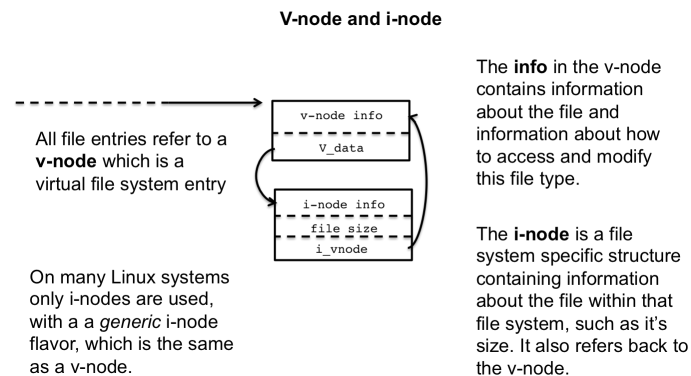 V-node and i-node
All file entries refer to a
v-node which is a
virtual file system entry
v-node info
V_data
i-node info
file size
i_vnode
The info in the v-node
contains information
about the file and
information about how
to access and modify
this file type.
On many Linux systems
only i-nodes are used,
with a a generic i-node
flavor, which is the same
as a v-node.
The i-node is a file
system specific structure
containing information
about the file within that
file system, such as it's
size. It also refers back to
the v-node.